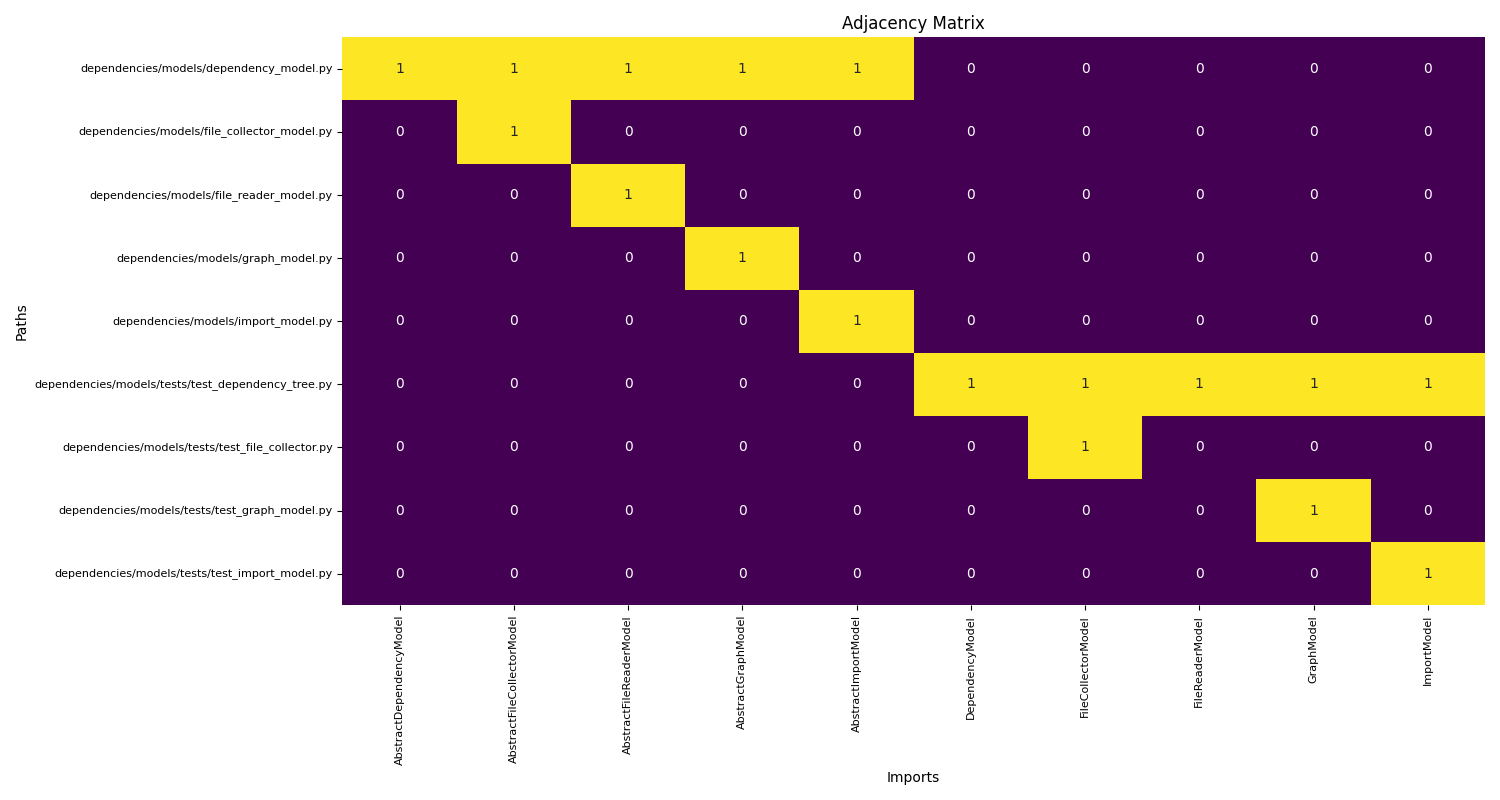 Adjacency Matrix
Paths
dependencies/models/dependency_model.py 1 1 1 1 1 0 0 0 0 0
dependencies/models/file_collector_model.py 0 1 0 0 0 0 0 0 0 0
dependencies/models/file_reader_model.py 0 0 1 0 0 0 0 0 0 0
dependencies/models/graph_model.py 0 0 0 1 0 0 0 0 0 0
dependencies/models/import_model.py 0 0 0 0 1 0 0 0 0 0
dependencies/models/tests/test_dependency_tree.py 0 0 0 0 0 1 1 1 1 1
dependencies/models/tests/test_file_collector.py 0 0 0 0 0 0 1 0 0 0
dependencies/models/tests/test_graph_model.py 0 0 0 0 0 0 0 0 1 0
dependencies/models/tests/test_import_model.py 0 0 0 0 0 0 0 0 0 1
AbstractDependencyModel
AbstractFileCollectorModel
AbstractFileReaderModel
AbstractGraphModel
AbstractImportModel
DependencyModel
FileCollectorModel
FileReaderModel
GraphModel
ImportModel
Imports